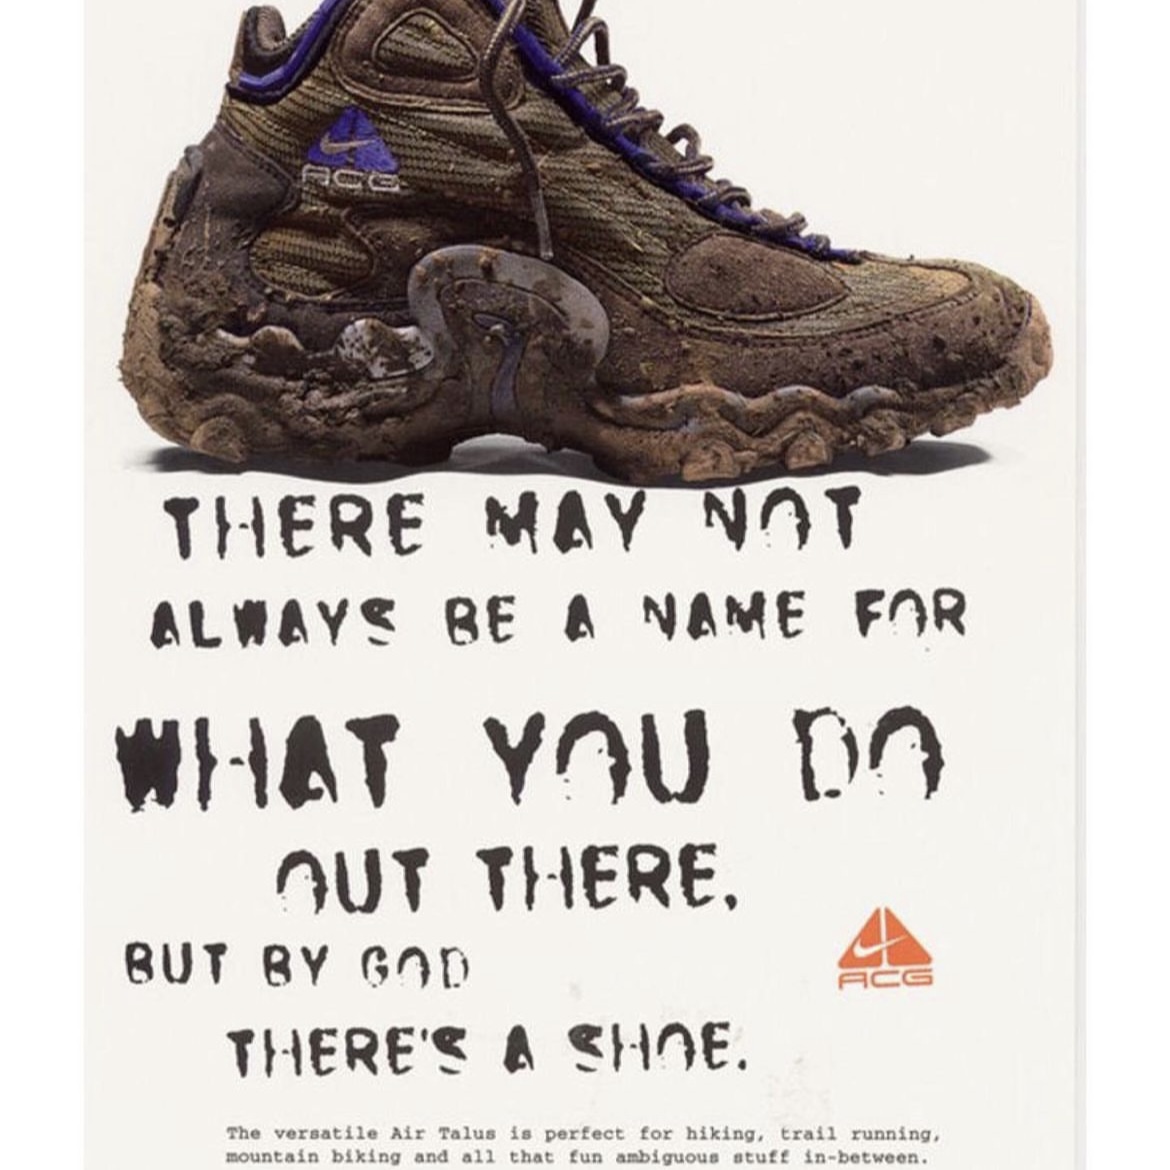 ACG
THERE MAY NOT
ALWAYS BE A NAME FOR
WHAT YOU DO
OUT THERE,
BUT BY GOD
ACG
THERE'S A SHOE.
The versatile Air Talus is perfect for hiking, trail running,
mountain biking and all that fun ambiguous stuff in-between.